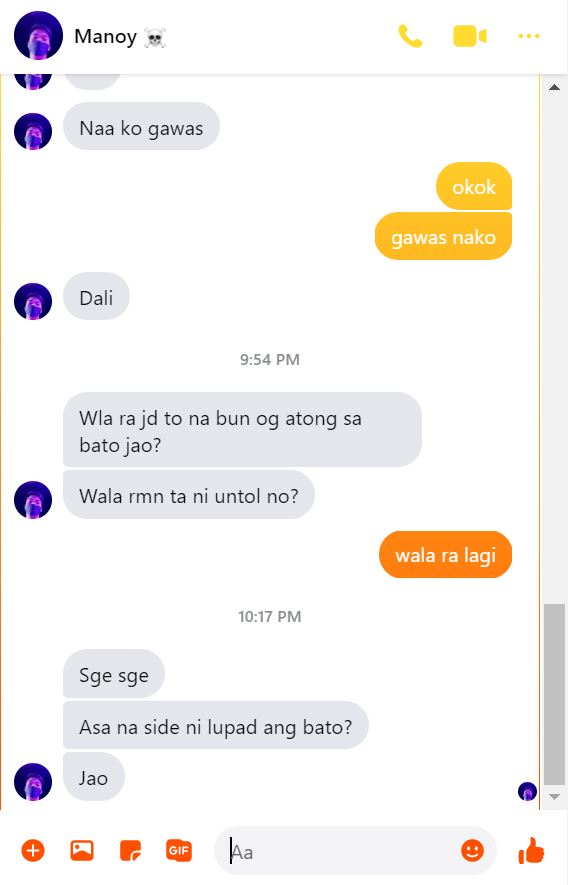 Manoy ☠️
Naa ko gawas
okok
gawas nako
Dali
9:54 PM
Wla ra jd to na bun og atong sa
bato jao?
Wala rmn ta ni untol no?
wala ra lagi
10:17 PM
Sge sge
Asa na side ni lupad ang bato?
Jao
GIF
Aa